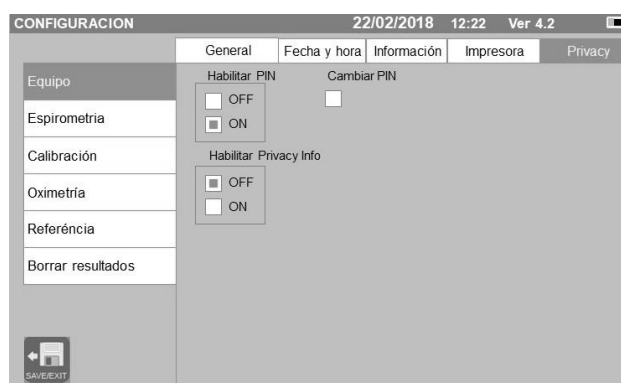 CONFIGURACION 22/02/2018 12:22 Ver 4.2
General Fecha y hora Información Impresora Privacy
Equipo
Espirometria
Calibración
Oximetría
Referéncia
Borrar resultados
Habilitar PIN Cambiar PIN
OFF
ON
Habilitar Privacy Info
OFF
ON
SAVE/EXIT